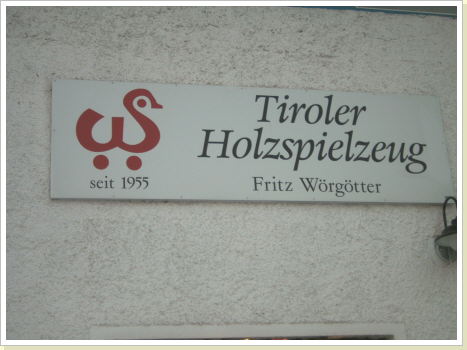 Tiroler
Holzspielzeug
seit 1955
Fritz Wörgötter